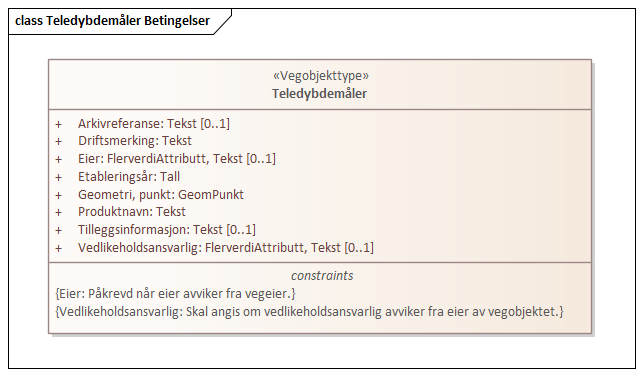 class Teledybdemåler Betingelser
«Vegobjekttype»
Teledybdemåler
+ Arkivreferanse: Tekst [0..1]
+ Driftsmerking: Tekst
+ Eier: FlerverdiAttributt, Tekst [0..1]
+ Etableringsår: Tall
+ Geometri, punkt: GeomPunkt
+ Produktnavn: Tekst
+ Tilleggsinformasjon: Tekst [0..1]
+ Vedlikeholdsansvarlig: FlerverdiAttributt, Tekst [0..1]
constraints
{Eier: Påkrevd når eier avviker fra vegeier.}
{Vedlikeholdsansvarlig: Skal angis om vedlikeholdsansvarlig avviker fra eier av vegobjektet.}